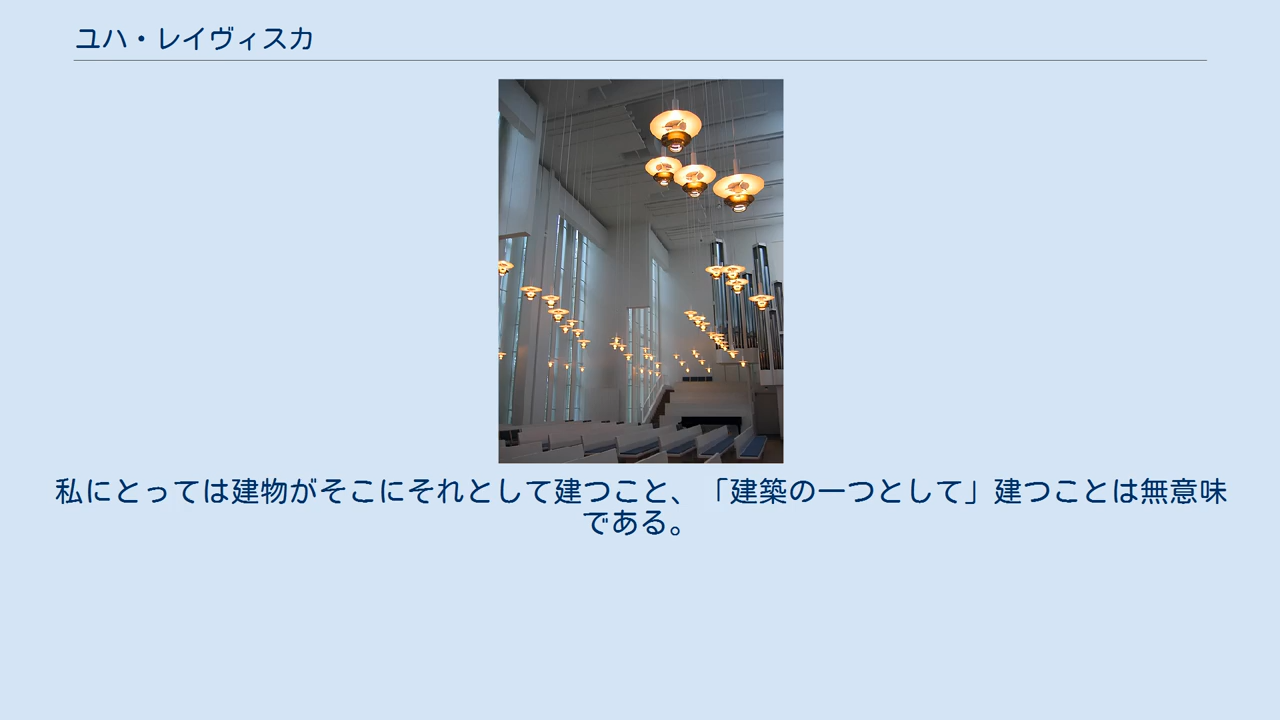 ユハ・レイヴィスカ
私にとっては建物がそこにそれとして建つこと、「建築の一つとして」建つことは無意味
である。